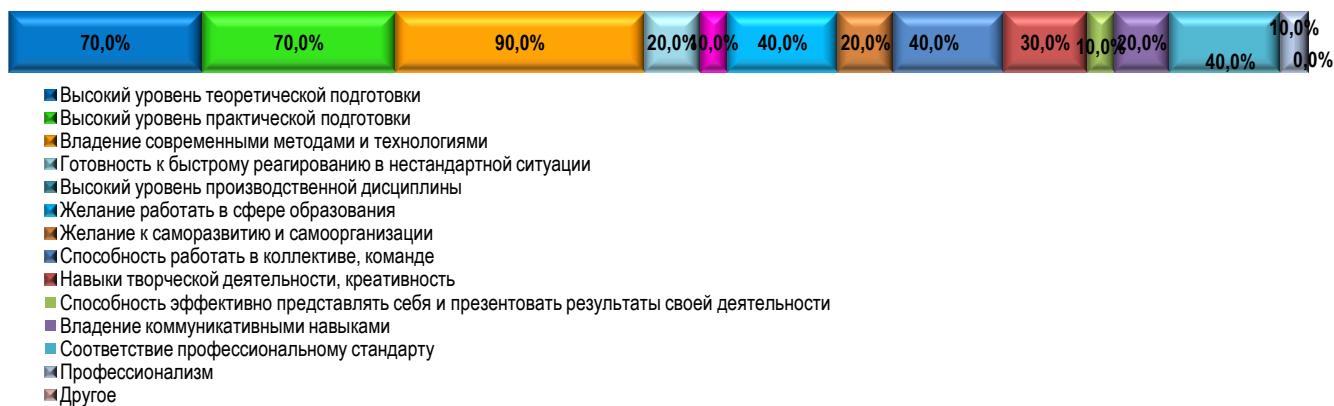 70,0% 70,0% 90,0% 20,0% 10,0% 40,0% 20,0% 40,0% 30,0% 10,0% 20,0% 40,0% 10,0% 0,0%
Высокий уровень теоретической подготовки
Высокий уровень практической подготовки
Владение современными методами и технологиями
Готовность к быстрому реагированию в нестандартной ситуации
Высокий уровень производственной дисциплины
Желание работать в сфере образования
Желание к саморазвитию и самоорганизации
Способность работать в коллективе, команде
Навыки творческой деятельности, креативность
Способность эффективно представлять себя и презентовать результаты своей деятельности
Владение коммуникативными навыками
Соответствие профессиональному стандарту
Профессионализм
Другое